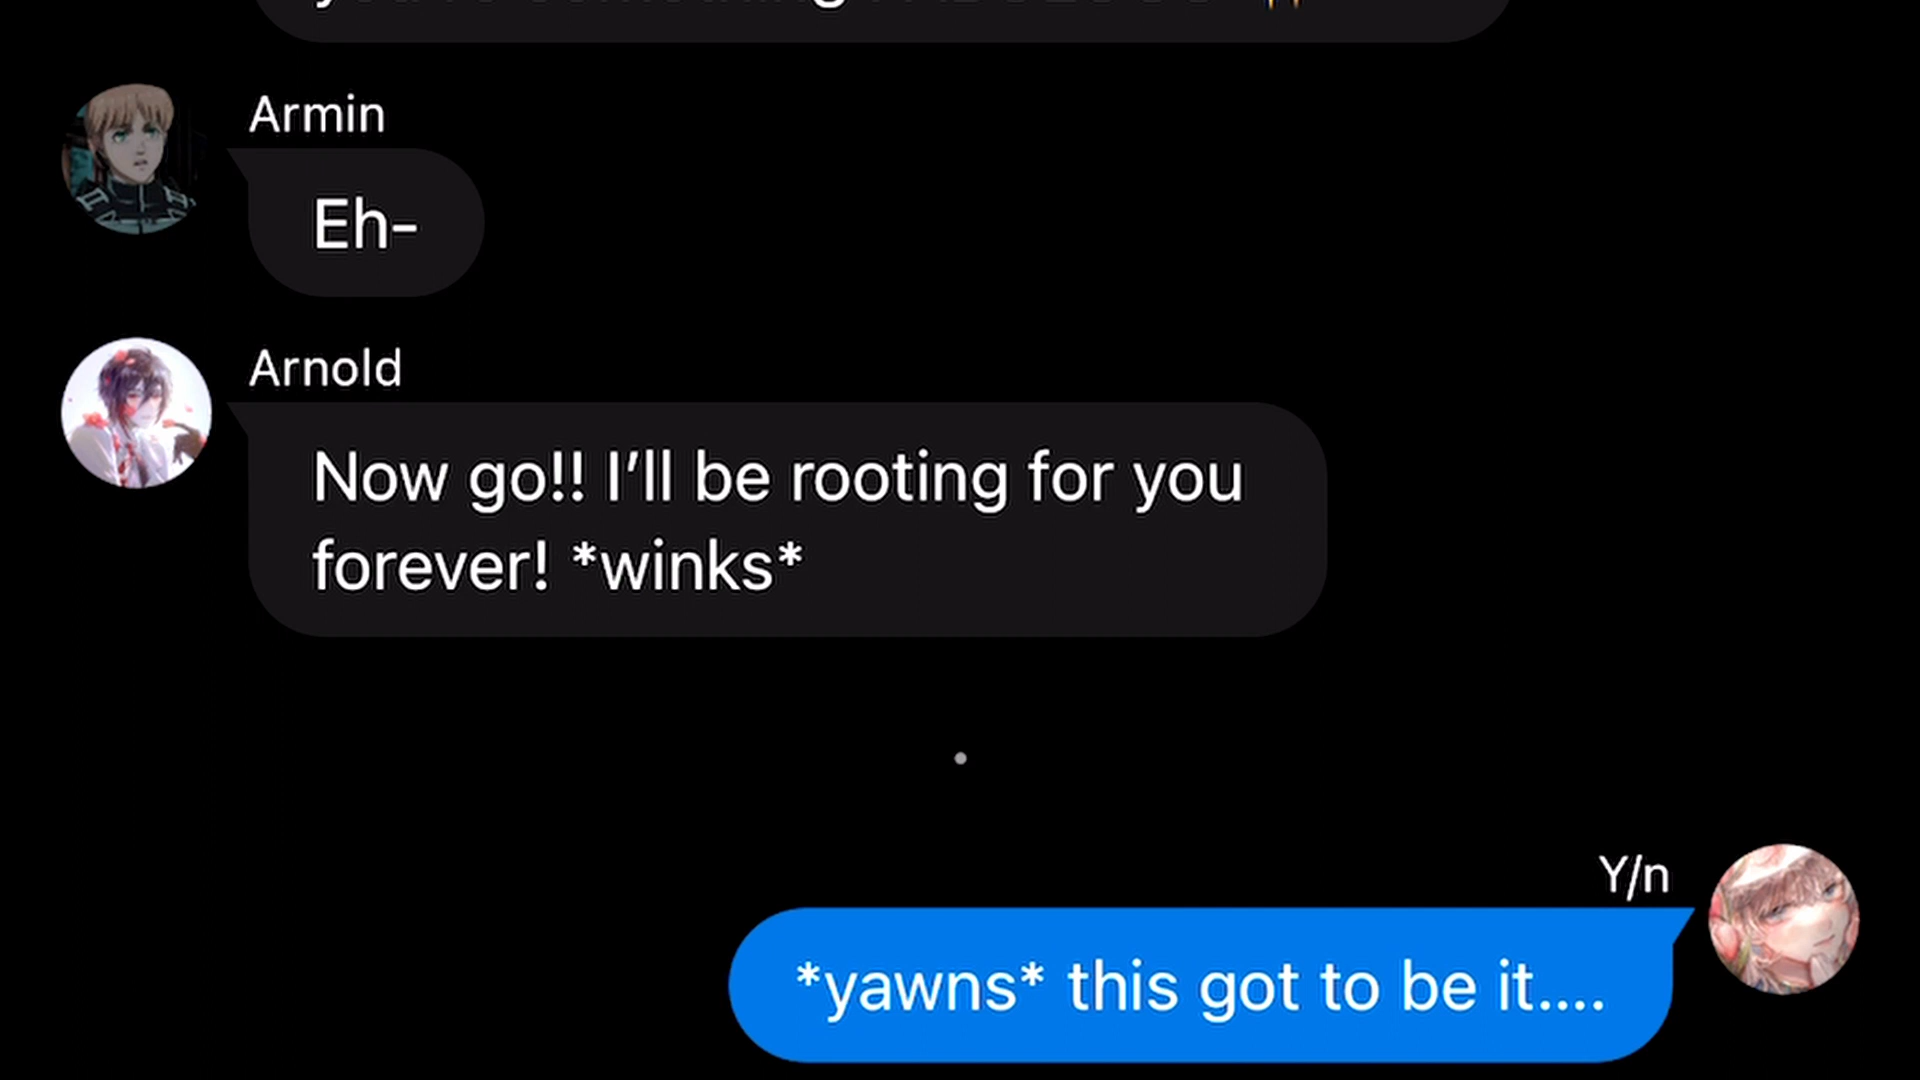 Armin
Eh-
Arnold
Now go!! I’ll be rooting for you
forever! *winks*
Y/n
*yawns* this got to be it....